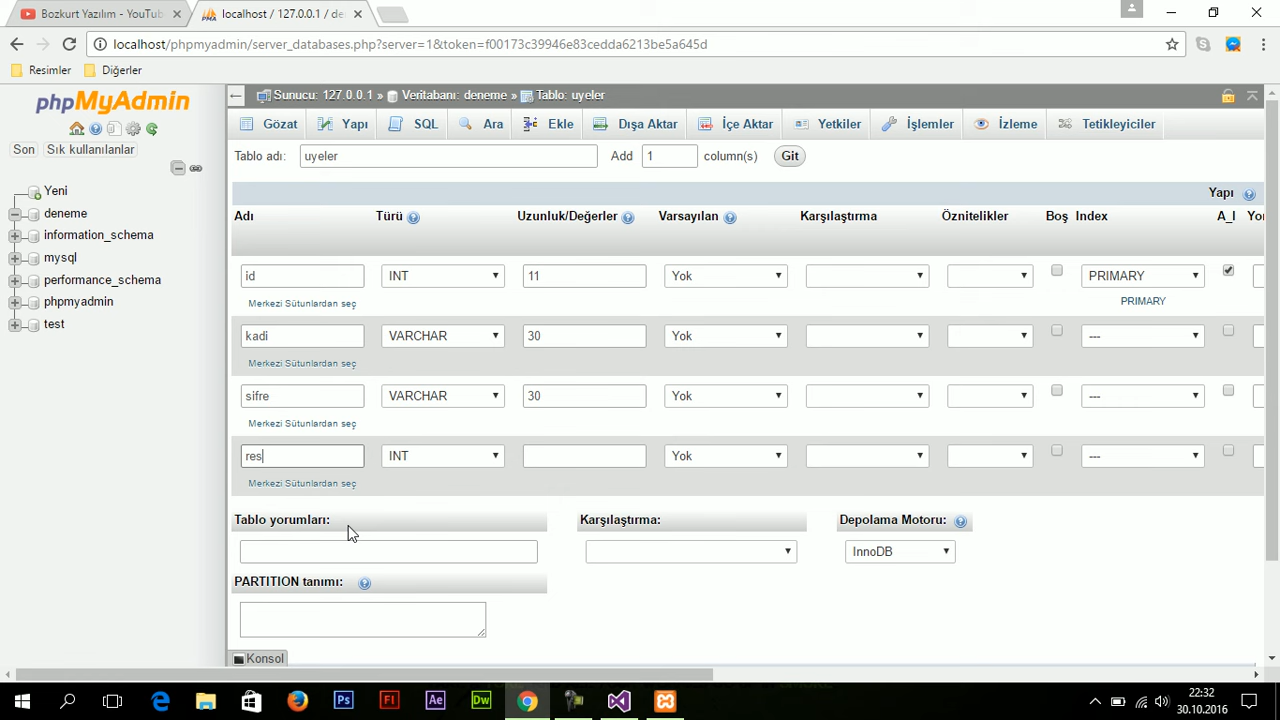 Bozkurt Yazılım - YouTub
localhost / 127.0.0.1 / de
localhost/phpmyadmin/server_databases.php?server=1&token=f00173c39946e83cedda6213be5a645d
Resimler
Diğerler
phpMyAdmin
Son
Sık kullanılanlar
Yeni
deneme
information_schema
mysql
performance_schema
phpmyadmin
test
Sunucu: 127.0.0.1 » Veritabanı: deneme » Tablo: uyeler
Gözat
Yapı
SQL
Ara
Ekle
Dışa Aktar
İçe Aktar
Yetkiler
İşlemler
İzleme
Tetikleyiciler
Tablo adı: uyeler Add 1 column(s) Git
Yapı
Adı Türü Uzunluk/Değerler Varsayılan Karşılaştırma Öznitelikler Boş Index A_I Yor
id INT 11 Yok PRIMARY
Merkezi Sütunlardan seç PRIMARY
kadi VARCHAR 30 Yok ---
Merkezi Sütunlardan seç
sifre VARCHAR 30 Yok ---
Merkezi Sütunlardan seç
res INT Yok ---
Merkezi Sütunlardan seç
Tablo yorumları: Karşılaştırma: Depolama Motoru:
InnoDB
PARTITION tanımı:
Konsol
Ps
Fl
Ae
Dw
22:32
30.10.2016